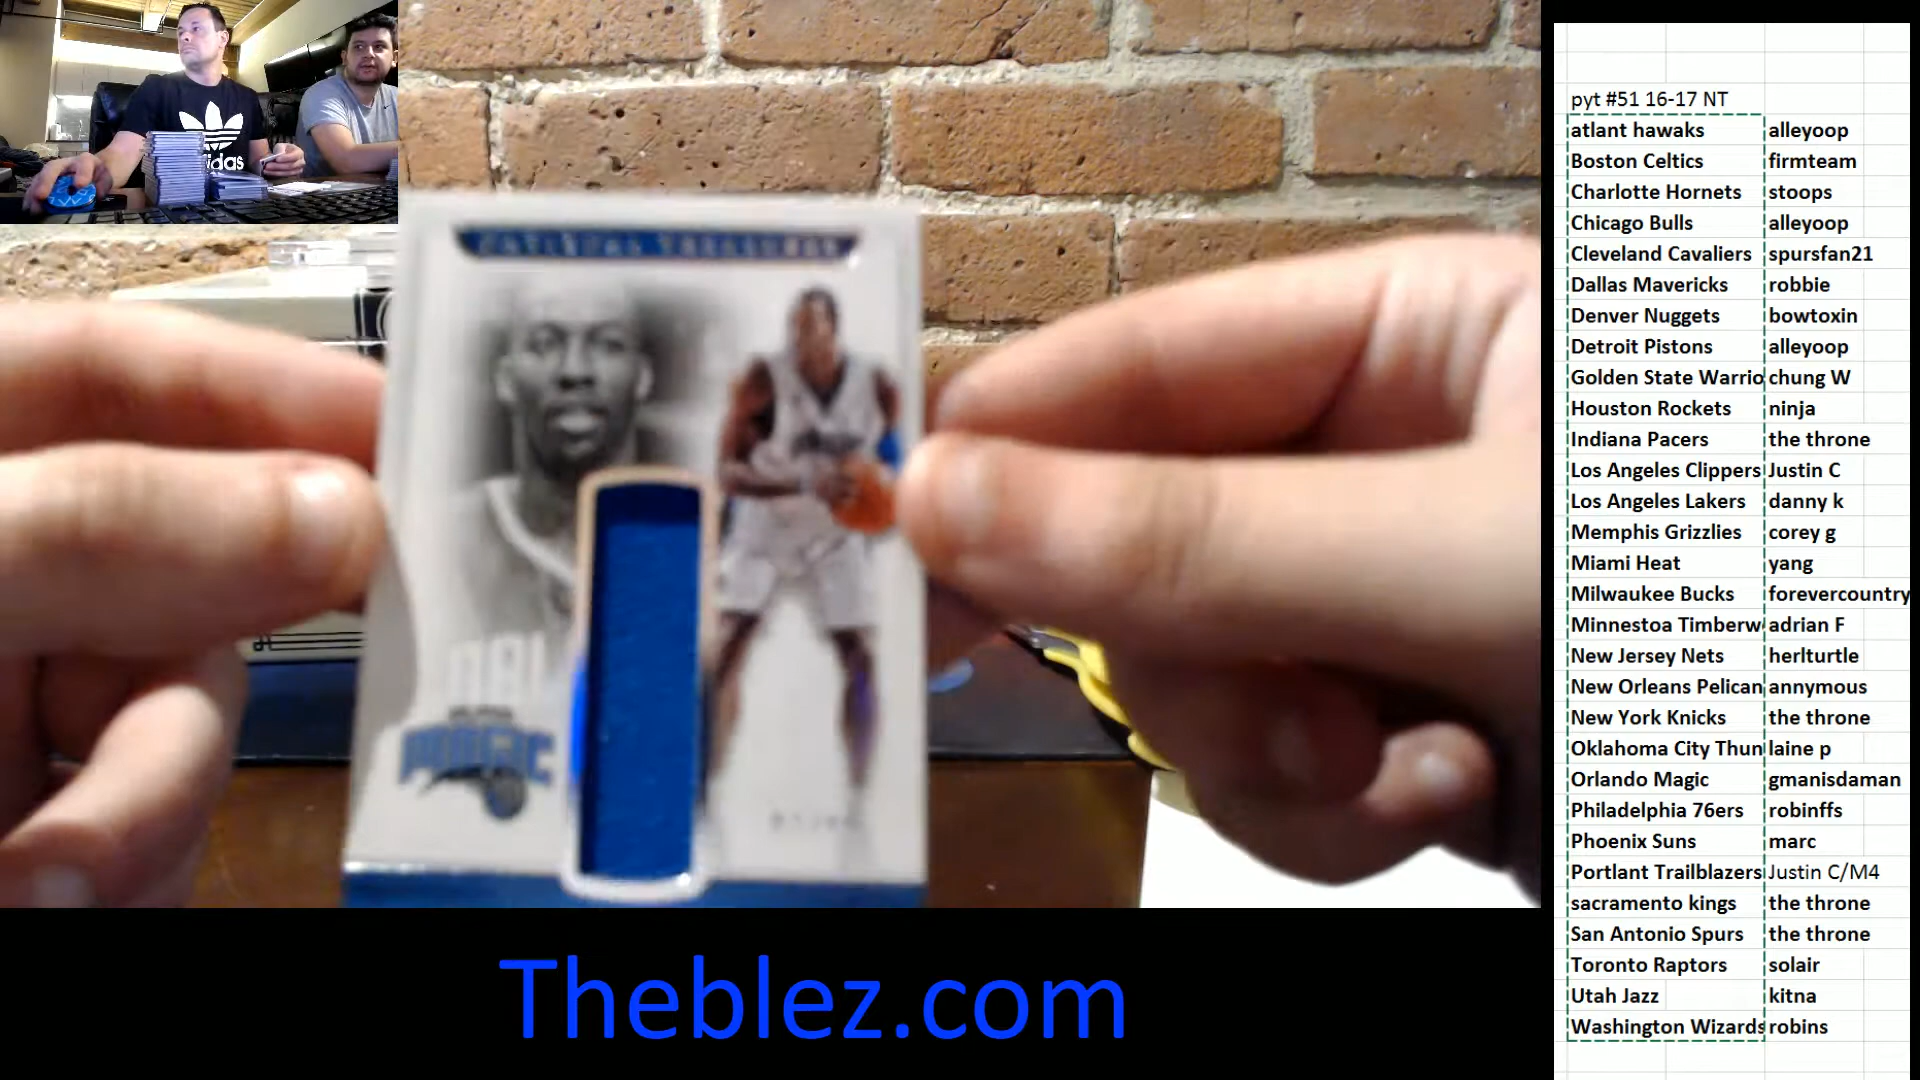 adidas
NATIONAL TREASURES
MAGIC
Theblez.com
pyt #51 16-17 NT
atlant hawaks alleyoop
Boston Celtics firmteam
Charlotte Hornets stoops
Chicago Bulls alleyoop
Cleveland Cavaliers spursfan21
Dallas Mavericks robbie
Denver Nuggets bowtoxin
Detroit Pistons alleyoop
Golden State Warrio chung W
Houston Rockets ninja
Indiana Pacers the throne
Los Angeles Clippers Justin C
Los Angeles Lakers danny k
Memphis Grizzlies corey g
Miami Heat yang
Milwaukee Bucks forevercountry
Minnestoa Timberw adrian F
New Jersey Nets herlturtle
New Orleans Pelican annymous
New York Knicks the throne
Oklahoma City Thun laine p
Orlando Magic gmanisdaman
Philadelphia 76ers robinffs
Phoenix Suns marc
Portlant Trailblazers Justin C/M4
sacramento kings the throne
San Antonio Spurs the throne
Toronto Raptors solair
Utah Jazz kitna
Washington Wizards robins